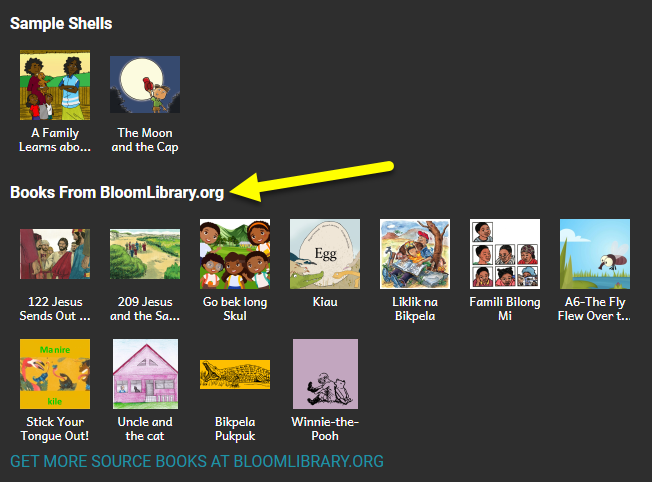 Sample Shells
A Family
Learns abo...
The Moon
and the Cap
Books From BloomLibrary.org
Egg
122 Jesus
Sends Out ...
209 Jesus
and the Sa...
Go bek long
Skul
Kiau
Liklik na
Bikpela
Famili Bilong
Mi
A6-The Fly
Flew Over t...
Manire
kile
Stick Your
Tongue Out!
Uncle and
the cat
Bikpela
Pukpuk
Winnie-the-
Pooh
GET MORE SOURCE BOOKS AT BLOOMLIBRARY.ORG